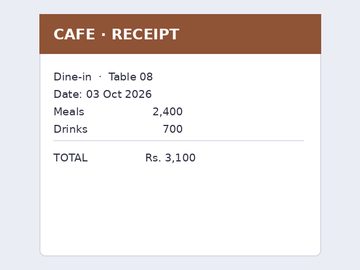 CAFE · RECEIPT
Dine-in · Table 08
Date: 03 Oct 2026
Meals 2,400
Drinks 700
TOTAL Rs. 3,100